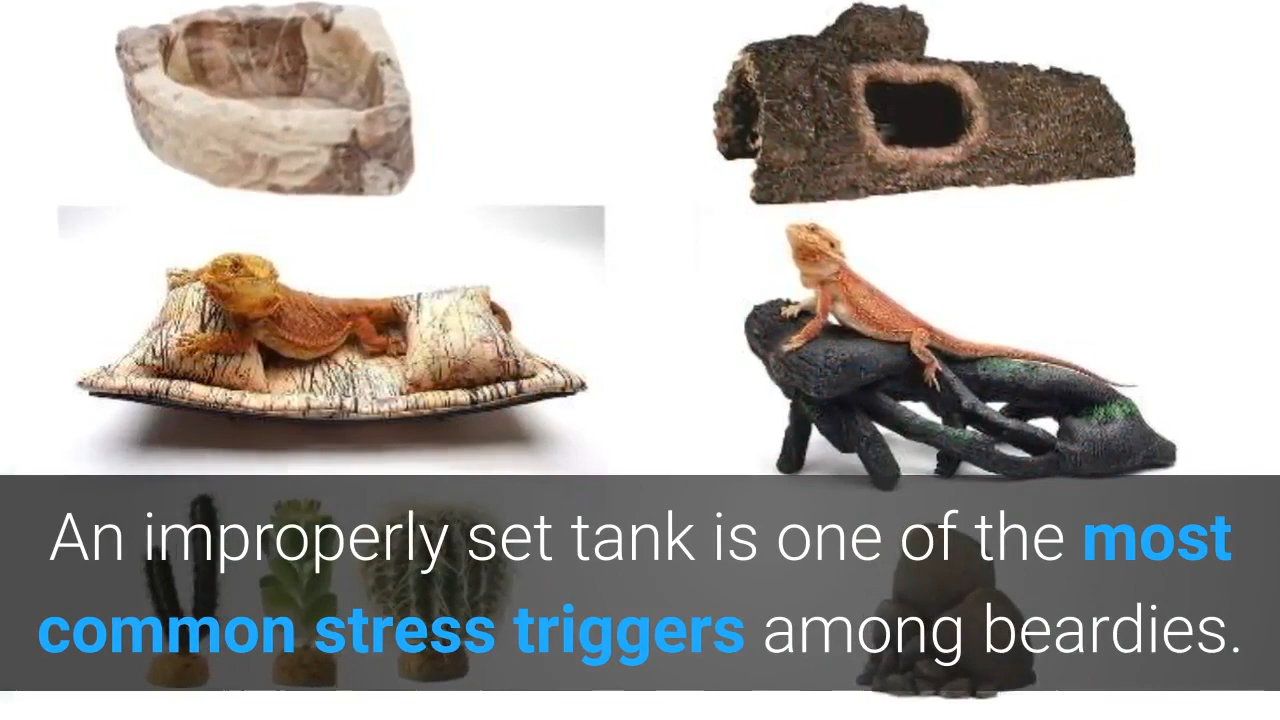 An improperly set tank is one of the most
common stress triggers among beardies.